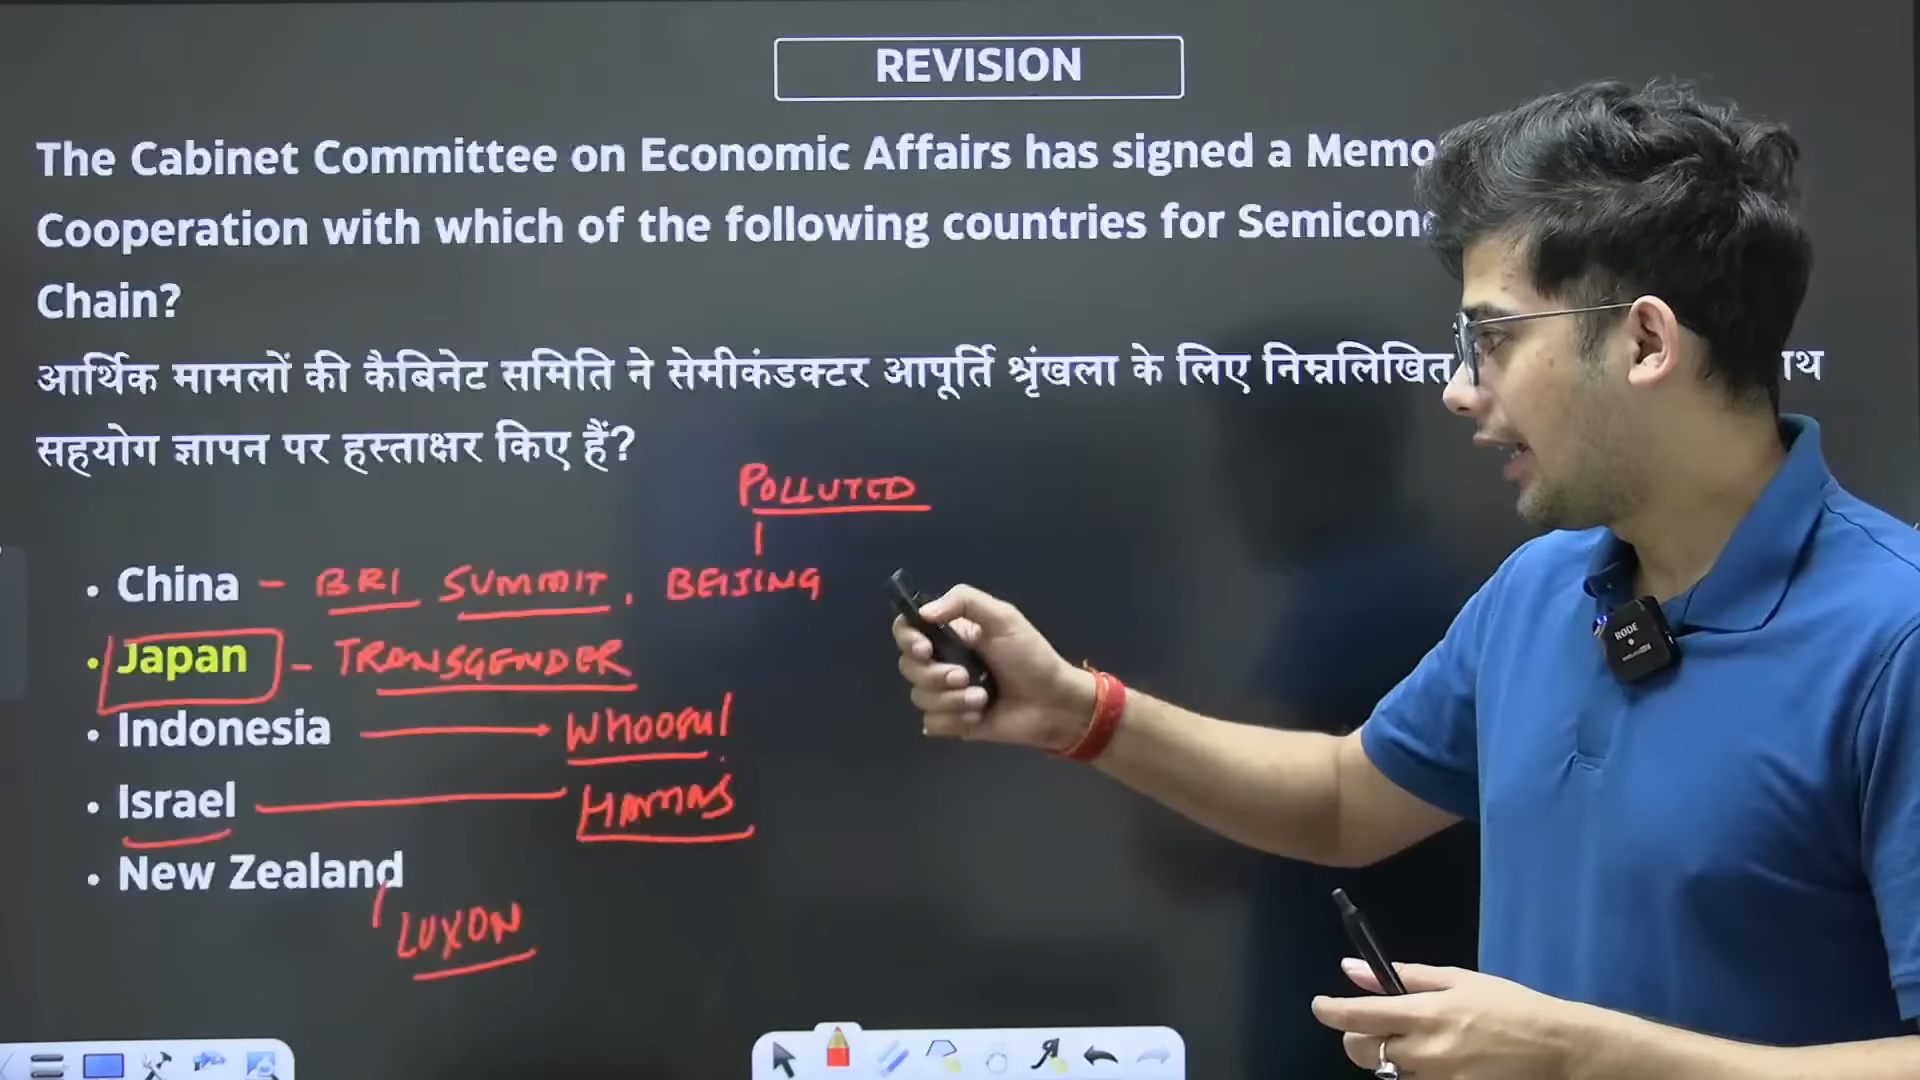 REVISION
The Cabinet Committee on Economic Affairs has signed a Memo
Cooperation with which of the following countries for Semicon
Chain?
आर्थिक मामलों की कैबिनेट समिति ने सेमीकंडक्टर आपूर्ति श्रृंखला के लिए निम्नलिखित ाथ
सहयोग ज्ञापन पर हस्ताक्षर किए हैं?
POLLUTED
• China - BRI SUMMIT, BEIJING
• Japan - TRANSGENDER
• Indonesia WHOOSH!
• Israel HAMAS
• New Zealand
LUXON
RODE